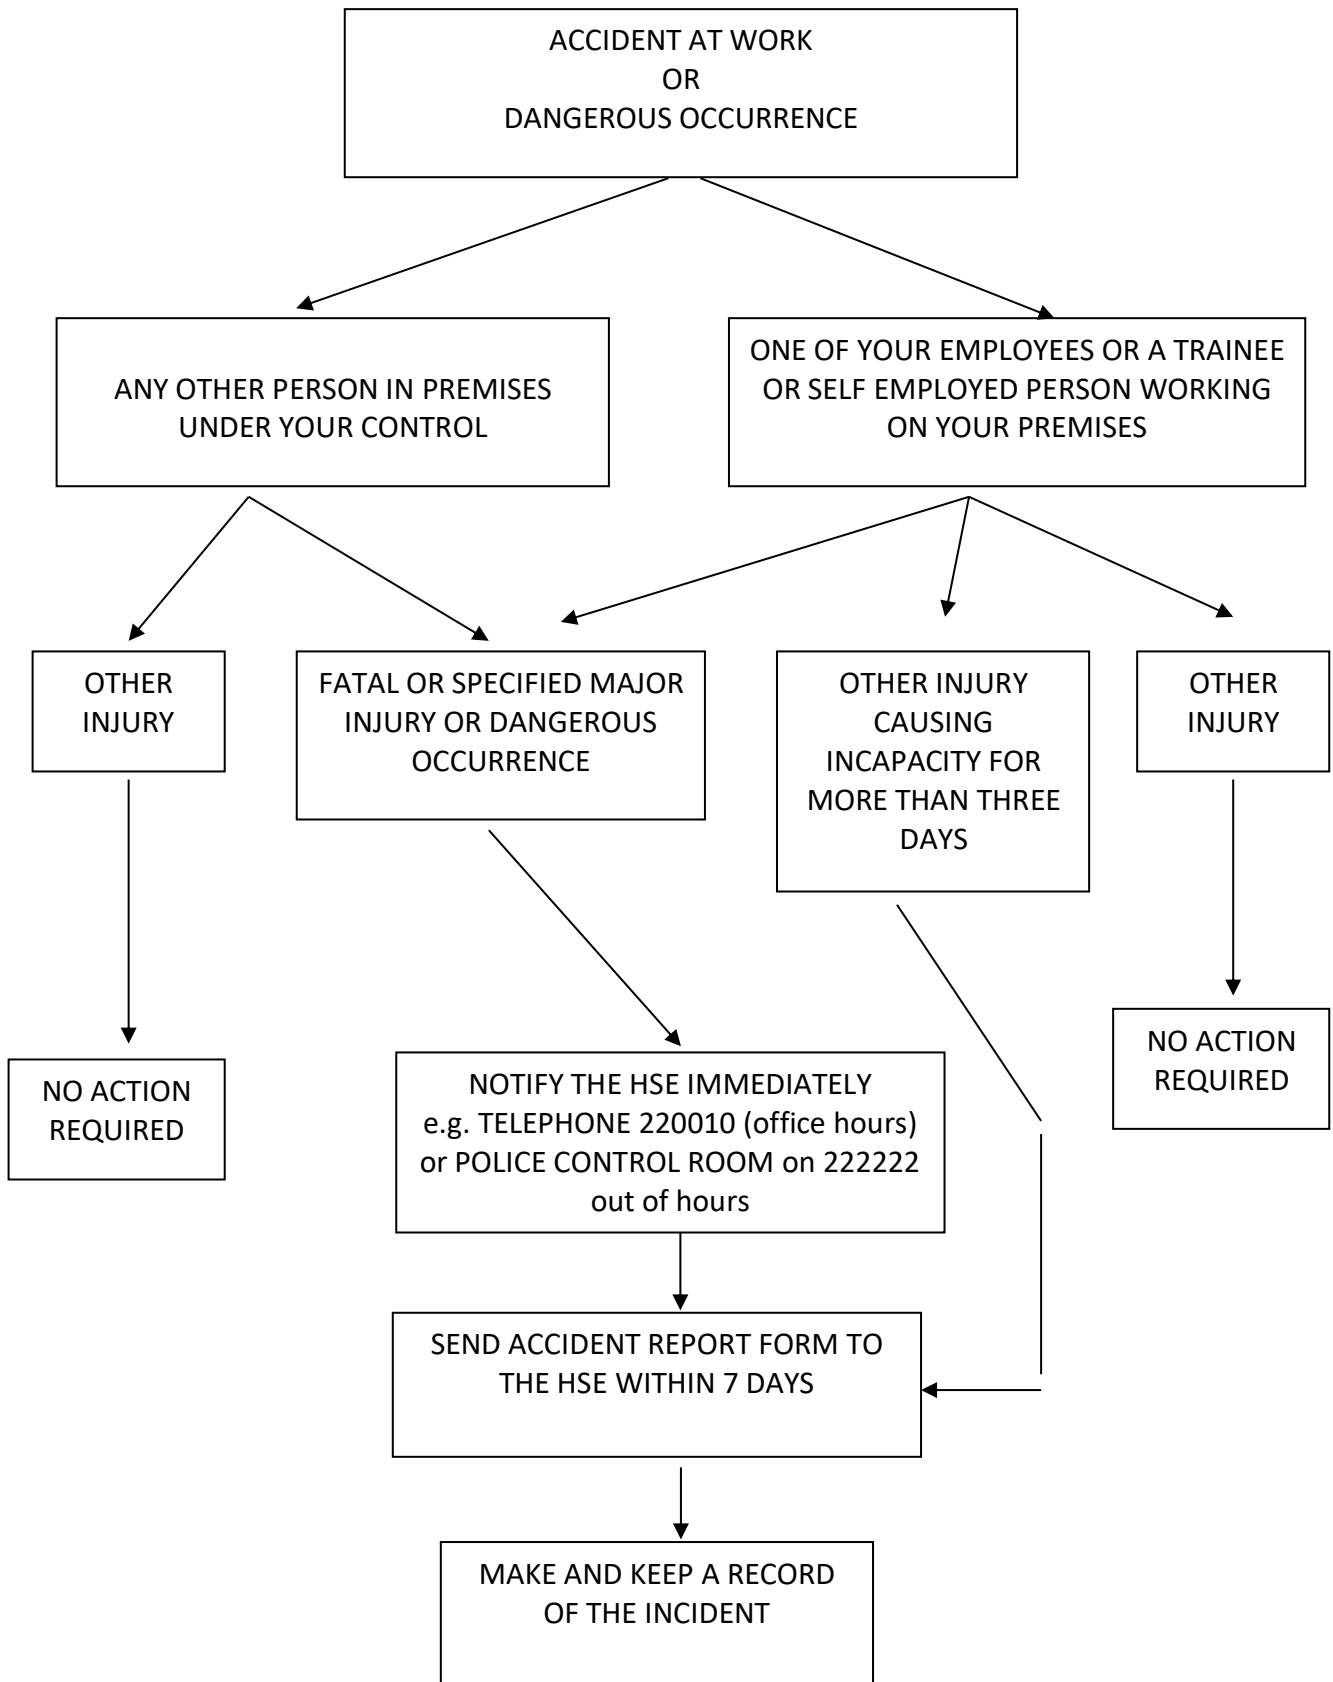 ACCIDENT AT WORK
OR
DANGEROUS OCCURRENCE
ANY OTHER PERSON IN PREMISES
UNDER YOUR CONTROL
ONE OF YOUR EMPLOYEES OR A TRAINEE
OR SELF EMPLOYED PERSON WORKING
ON YOUR PREMISES
OTHER
INJURY
FATAL OR SPECIFIED MAJOR
INJURY OR DANGEROUS
OCCURRENCE
OTHER INJURY
CAUSING
INCAPACITY FOR
MORE THAN THREE
DAYS
OTHER
INJURY
NO ACTION
REQUIRED
NOTIFY THE HSE IMMEDIATELY
e.g. TELEPHONE 220010 (office hours)
or POLICE CONTROL ROOM on 222222
out of hours
NO ACTION
REQUIRED
SEND ACCIDENT REPORT FORM TO
THE HSE WITHIN 7 DAYS
MAKE AND KEEP A RECORD
OF THE INCIDENT